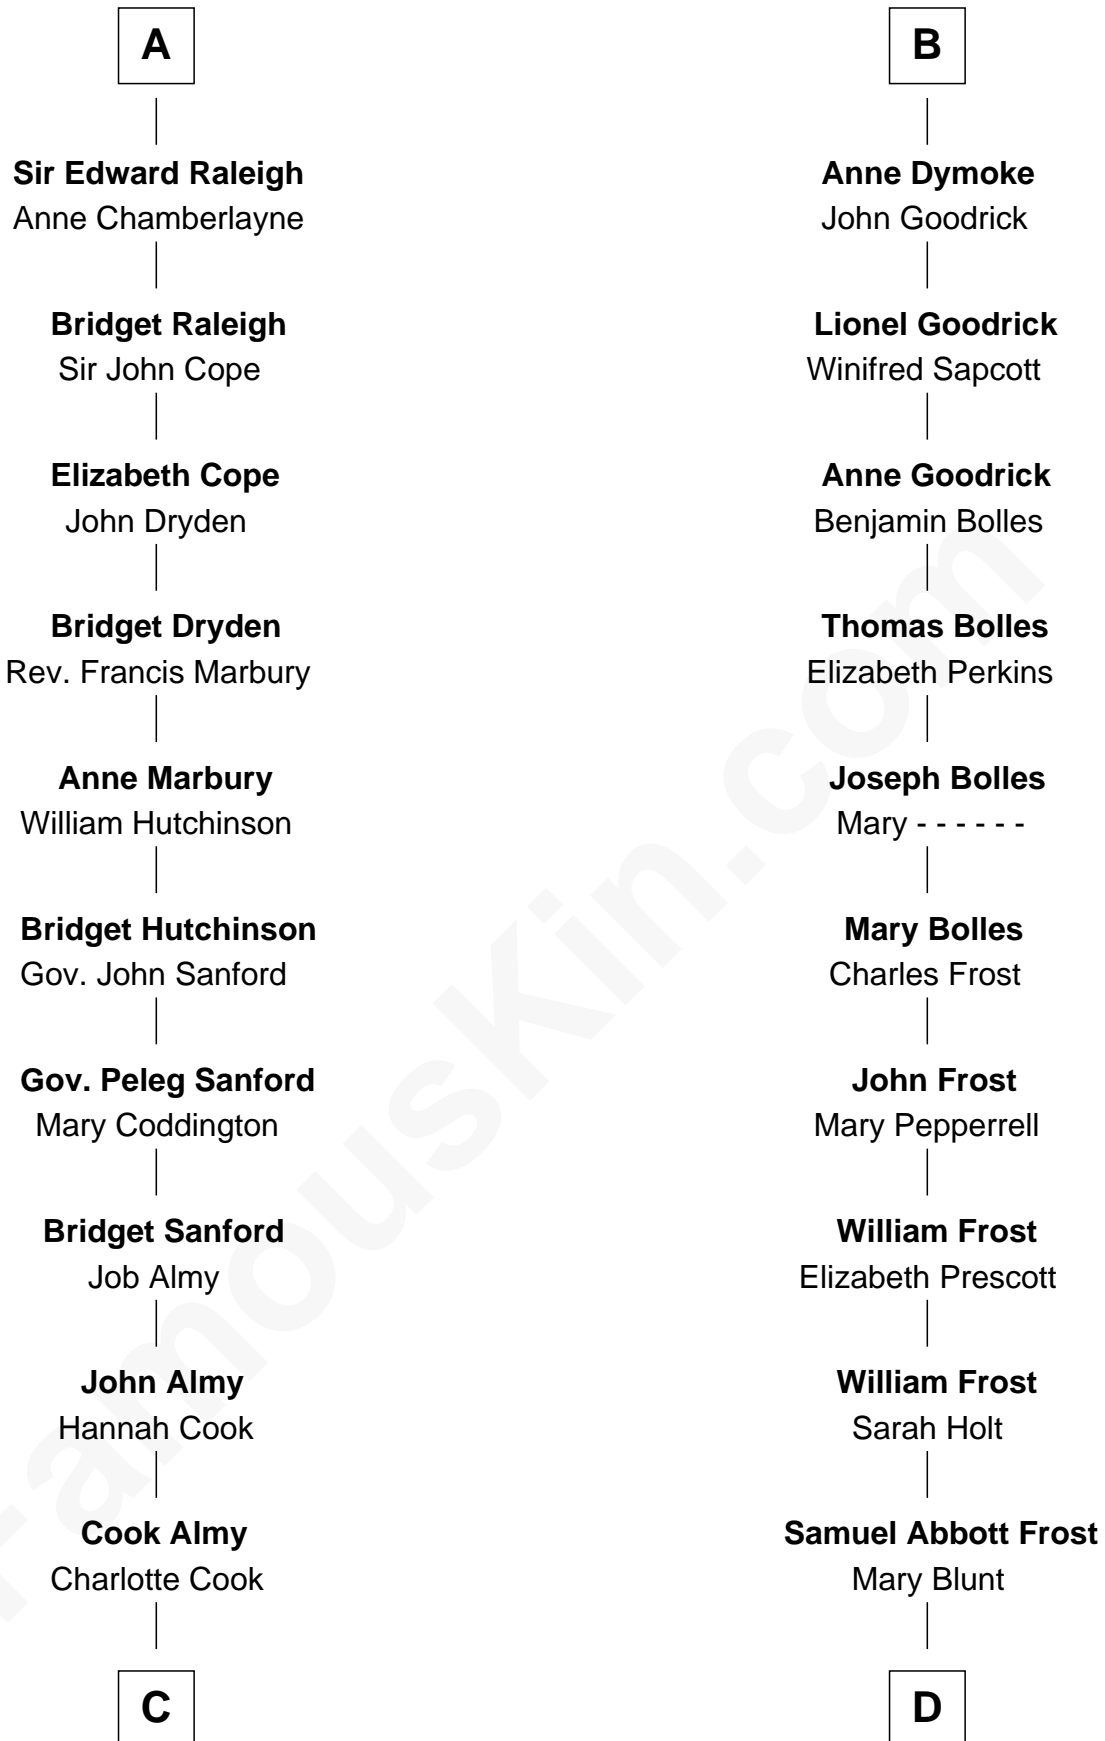 A
Sir Edward Raleigh
Anne Chamberlayne
Bridget Raleigh
Sir John Cope
Elizabeth Cope
John Dryden
Bridget Dryden
Rev. Francis Marbury
Anne Marbury
William Hutchinson
Bridget Hutchinson
Gov. John Sanford
Gov. Peleg Sanford
Mary Coddington
Bridget Sanford
Job Almy
John Almy
Hannah Cook
Cook Almy
Charlotte Cook
C
B
Anne Dymoke
John Goodrick
Lionel Goodrick
Winifred Sapcott
Anne Goodrick
Benjamin Bolles
Thomas Bolles
Elizabeth Perkins
Joseph Bolles
Mary - - - - - -
Mary Bolles
Charles Frost
John Frost
Mary Pepperrell
William Frost
Elizabeth Prescott
William Frost
Sarah Holt
Samuel Abbott Frost
Mary Blunt
D
FamousKin.com